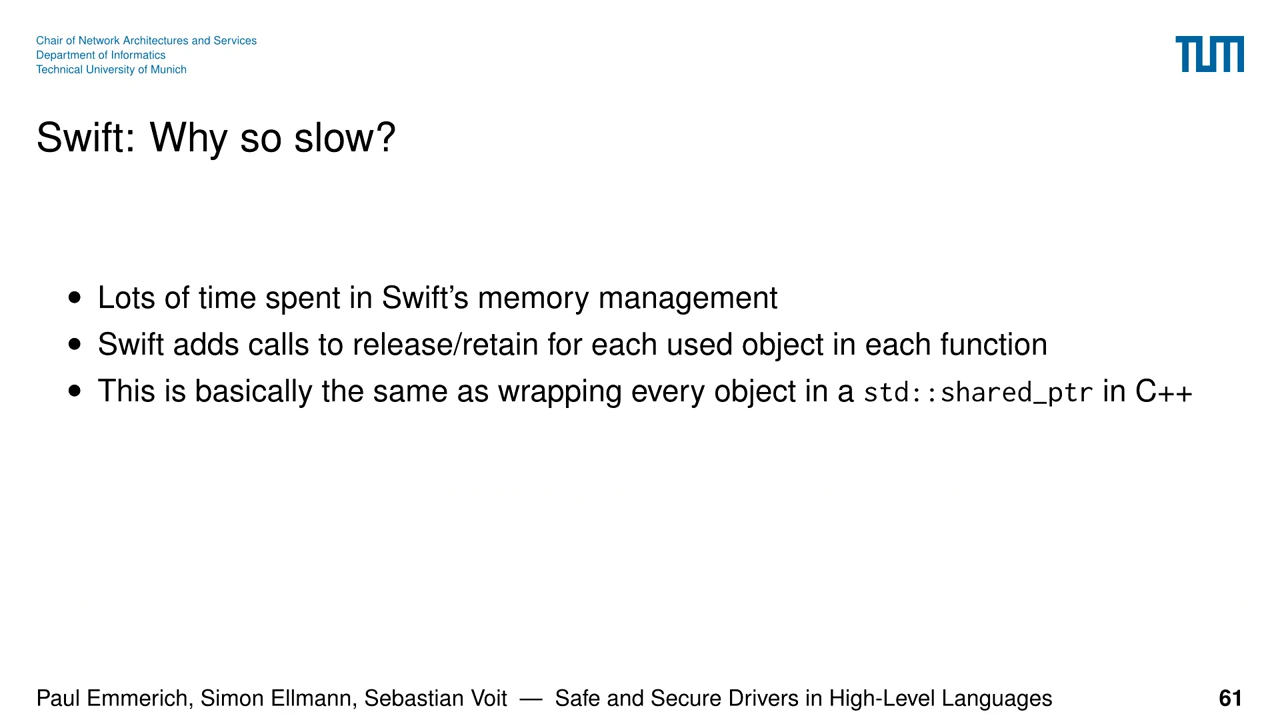 Chair of Network Architectures and Services
Department of Informatics
Technical University of Munich
TUM
Swift: Why so slow?
• Lots of time spent in Swift’s memory management
• Swift adds calls to release/retain for each used object in each function
• This is basically the same as wrapping every object in a std::shared_ptr in C++
Paul Emmerich, Simon Ellmann, Sebastian Voit — Safe and Secure Drivers in High-Level Languages 61